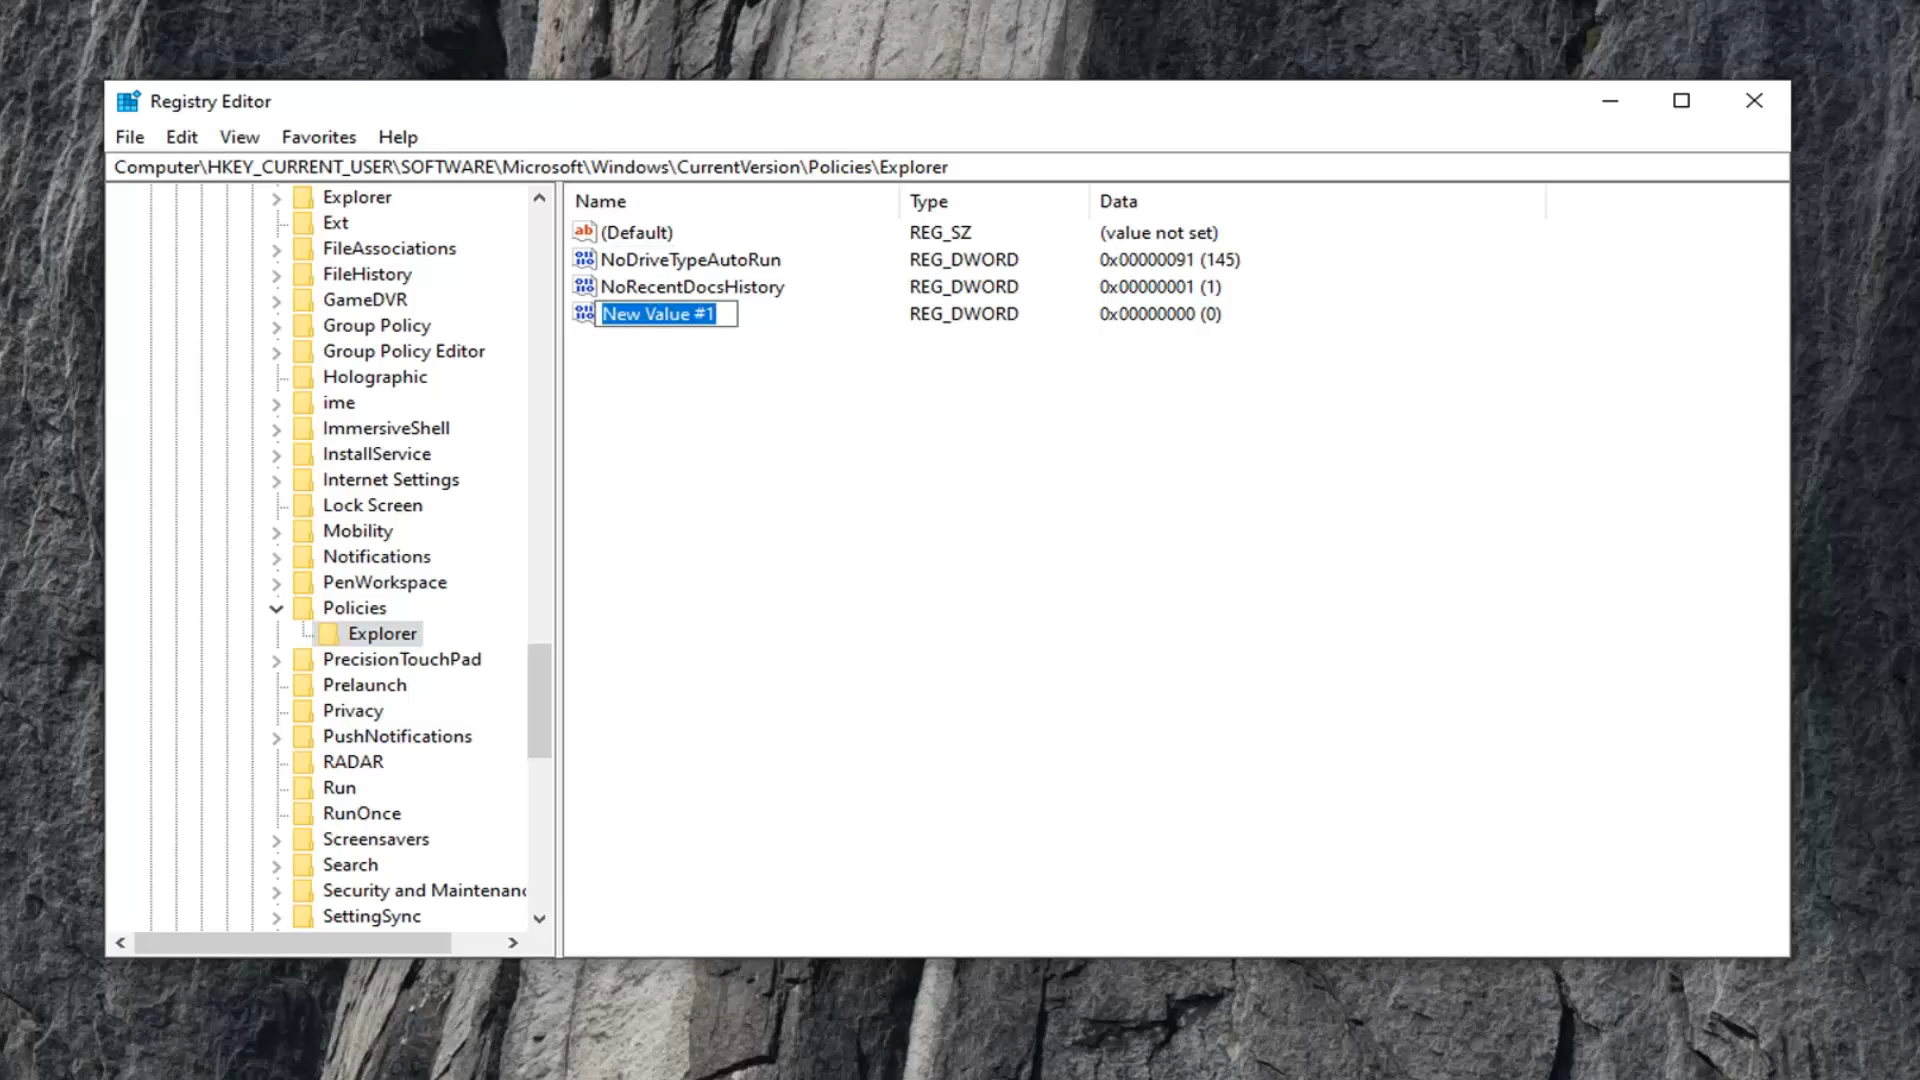 Registry Editor
File Edit View Favorites Help
Computer\HKEY_CURRENT_USER\SOFTWARE\Microsoft\Windows\CurrentVersion\Policies\Explorer
Explorer
Ext
FileAssociations
FileHistory
GameDVR
Group Policy
Group Policy Editor
Holographic
ime
ImmersiveShell
InstallService
Internet Settings
Lock Screen
Mobility
Notifications
PenWorkspace
Policies
Explorer
PrecisionTouchPad
Prelaunch
Privacy
PushNotifications
RADAR
Run
RunOnce
Screensavers
Search
Security and Maintenanc
SettingSync
Name Type Data
(Default) REG_SZ (value not set)
NoDriveTypeAutoRun REG_DWORD 0x00000091 (145)
NoRecentDocsHistory REG_DWORD 0x00000001 (1)
New Value #1 REG_DWORD 0x00000000 (0)